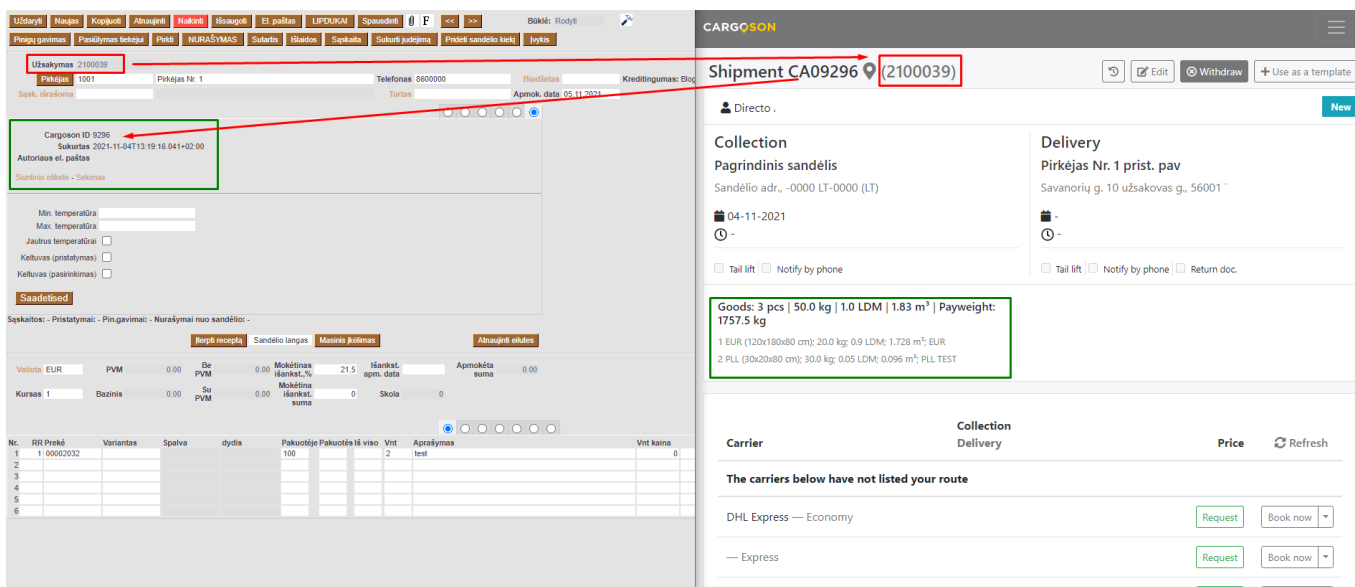 Uždaryti Naujas Kopijuoti Atnaujinti Naikinti Išsaugoti El. paštas LIPDUKAI Spausdinti F << >> Būklė: Rodyti
Pinigų gavimas Pasiūlymas tiekėjui Pirkti NURAŠYMAS Sutartis Išlaidos Sąskaita Sukurti judėjimą Pridėti sandėlio kiekį Įvykis
Užsakymas 2100039
Pirkėjas 1001 Pirkėjas Nr. 1 Telefonas 8600000 Biudžetas Kreditingumas: Blog
Sąsk. išrašoma Turtas Apmok. data 05.11.2021
Cargoson ID 9296
Sukurtas 2021-11-04T13:19:16.041+02:00
Autoriaus el. paštas
Siuntinio etiketė - Sekimas
Min. temperatūra
Max. temperatūra
Jautrus temperatūrai
Keltuvas (pristatymas)
Keltuvas (pasirinkimas)
Saadetised
Sąskaitos: - Pristatymai: - Pin.gavimai: - Nurašymai nuo sandėlio: -
Įterpti receptą Sandėlio langas Masinis įkėlimas Atnaujinti eilutes
Valiuta EUR PVM 0.00 Be PVM 0.00 Mokėtinas išankst.,% 21,5 Išankst. apm. data Apmokėta suma 0.00
Kursas 1 Bazinis 0.00 Su PVM 0.00 Mokėtina išankst. suma 0 Skola 0
Nr. RR Prekė Variantas Spalva dydis Pakuotėje Pakuotės Iš viso Vnt Aprašymas Vnt kaina
1 1 00002032 100 2 test 0
2
3
4
5
6
CARGOSON
Shipment CA09296 (2100039) Edit Withdraw + Use as a template
Directo . New
Collection
Pagrindinis sandėlis
Sandėlio adr., -0000 LT-0000 (LT)
04-11-2021
-
Tail lift Notify by phone
Delivery
Pirkėjas Nr. 1 prist. pav
Savanorių g. 10 užsakovas g., 56001
-
-
Tail lift Notify by phone Return doc.
Goods: 3 pcs | 50.0 kg | 1.0 LDM | 1.83 m³ | Payweight:
1757.5 kg
1 EUR (120x180x80 cm); 20.0 kg; 0.9 LDM; 1.728 m³; EUR
2 PLL (30x20x80 cm); 30.0 kg; 0.05 LDM; 0.096 m³; PLL TEST
Carrier Collection Delivery Price Refresh
The carriers below have not listed your route
DHL Express — Economy Request Book now
— Express Request Book now